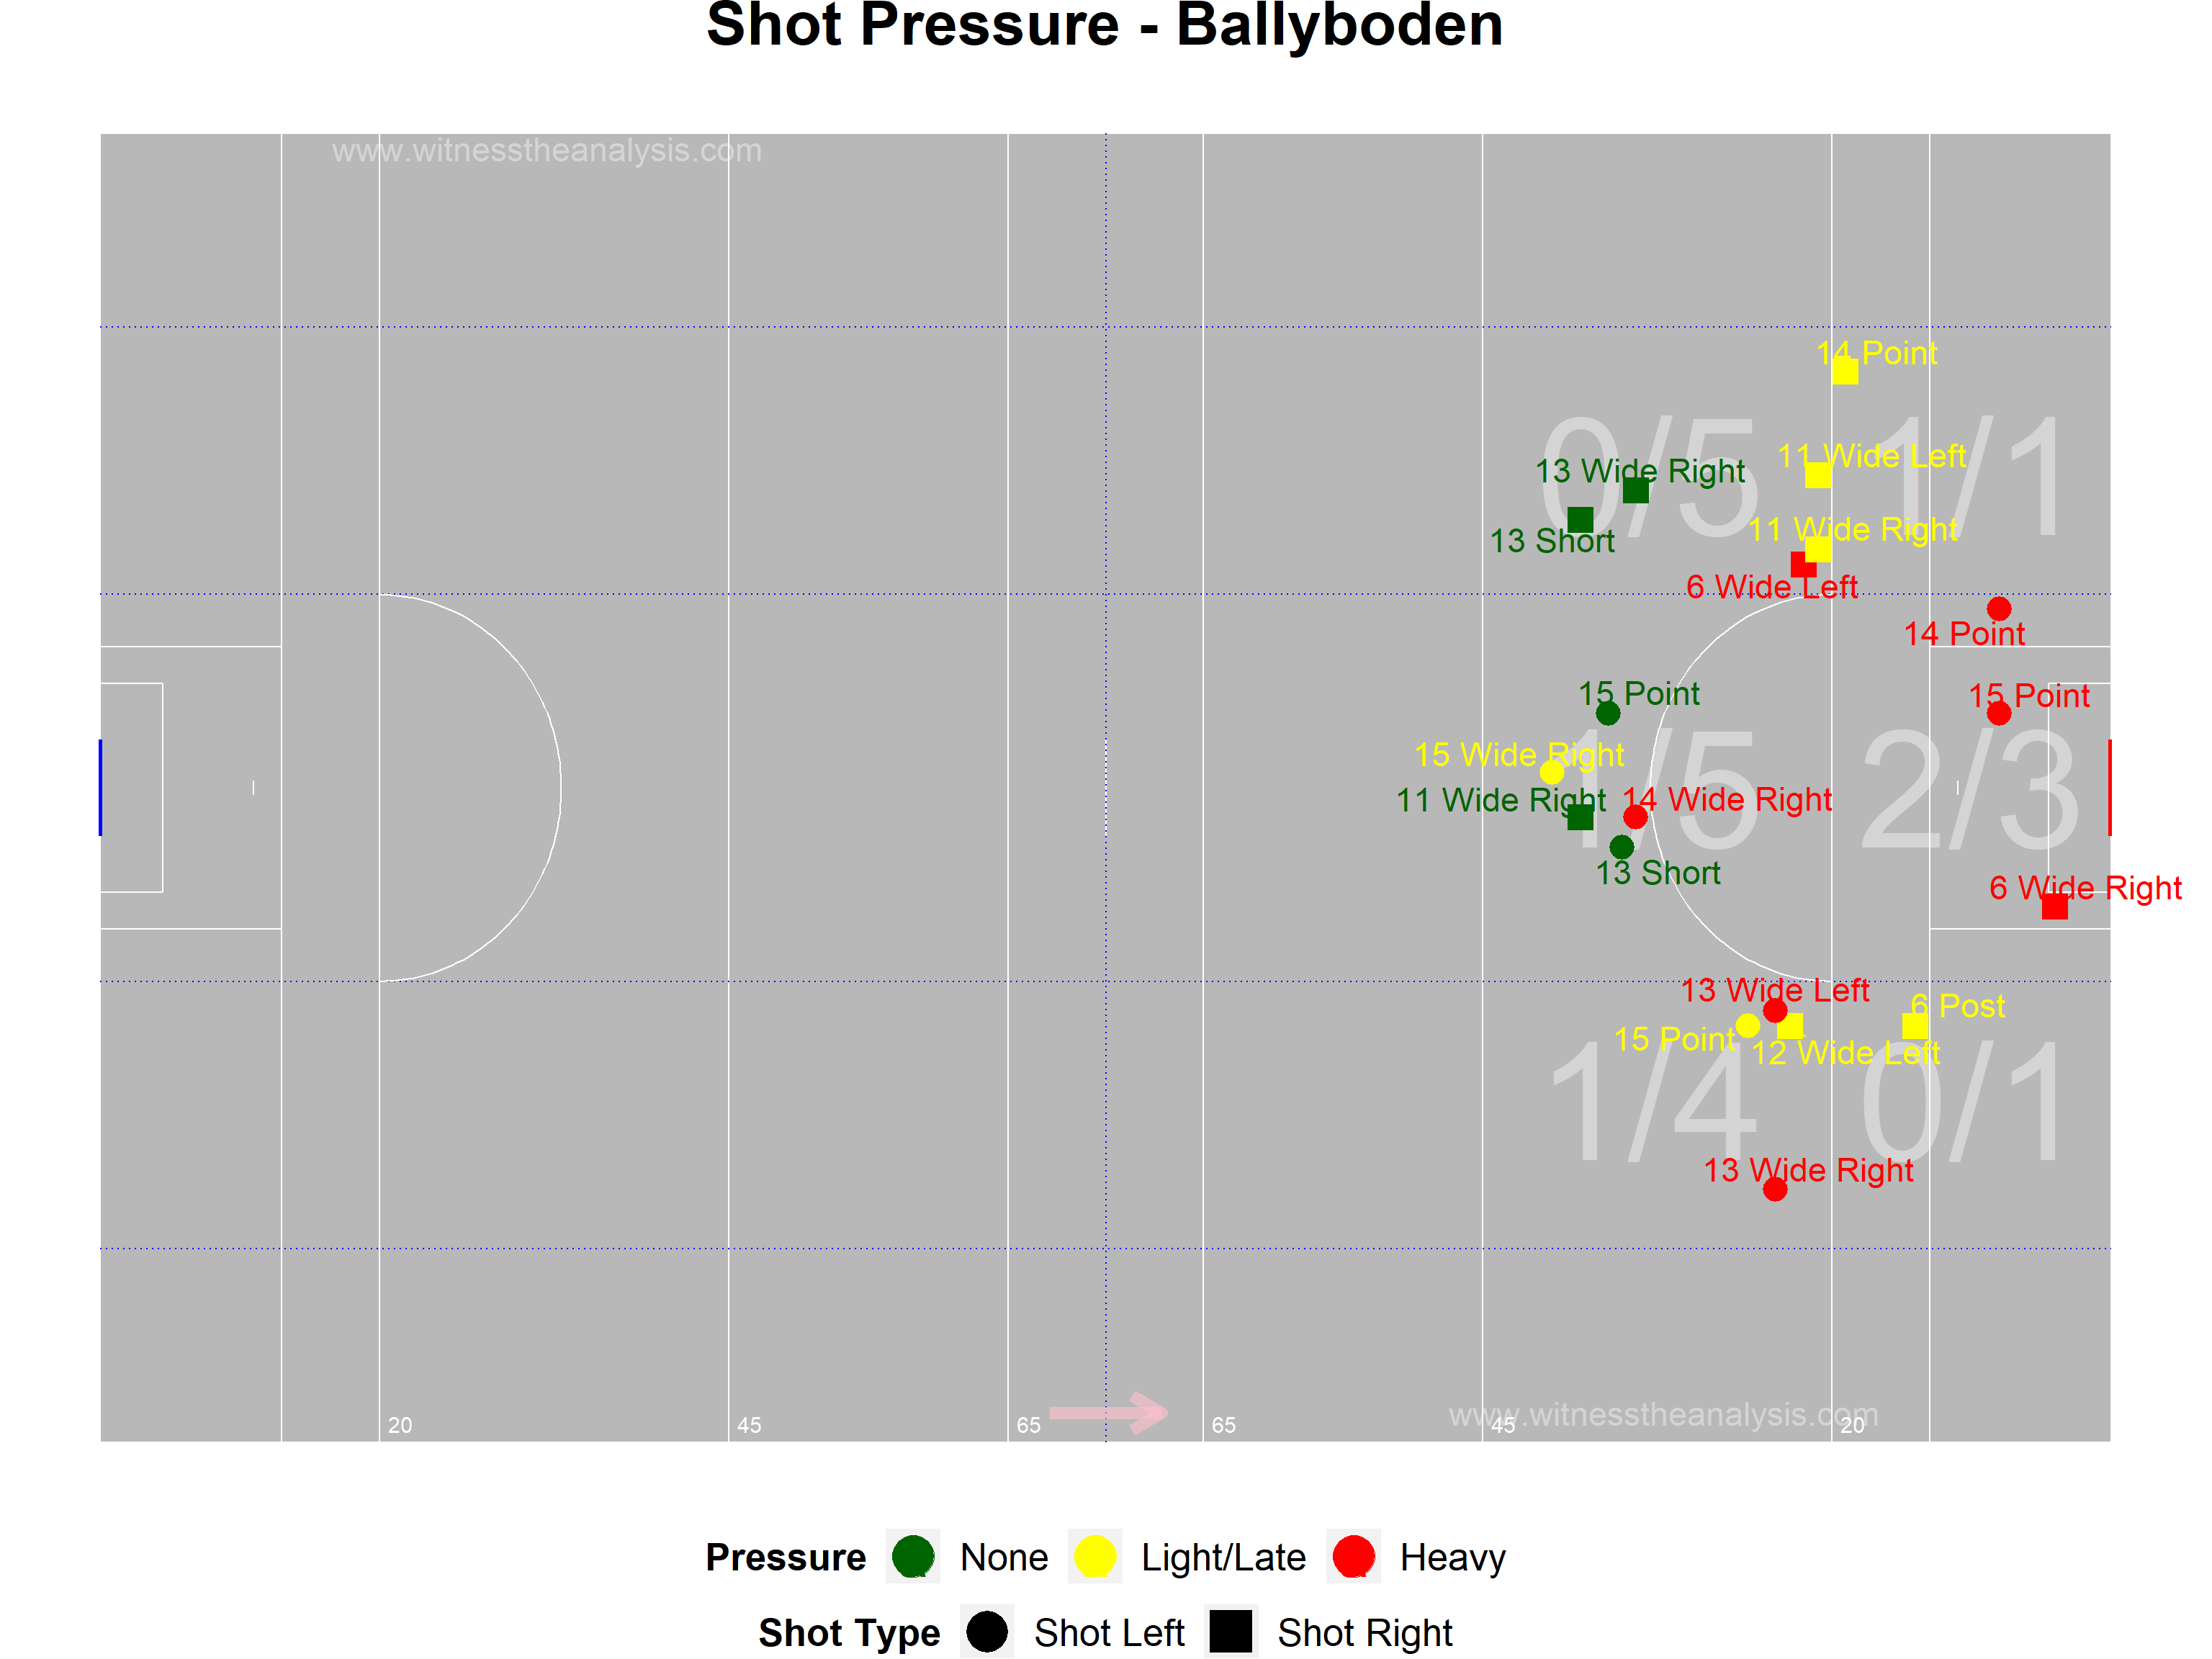 Shot Pressure - Ballyboden
www.witnesstheanalysis.com
14 Point
0/5 1/1
11 Wide Left
13 Wide Right
11 Wide Right
13 Short
6 Wide Left
14 Point
15 Point
15 Point
1/5 2/3
15 Wide Right
11 Wide Right
14 Wide Right
13 Short
6 Wide Right
13 Wide Left
6 Post
15 Point
12 Wide Left
1/4 0/1
13 Wide Right
www.witnesstheanalysis.com
20 45 65 65 45 20
Pressure None Light/Late Heavy
Shot Type Shot Left Shot Right